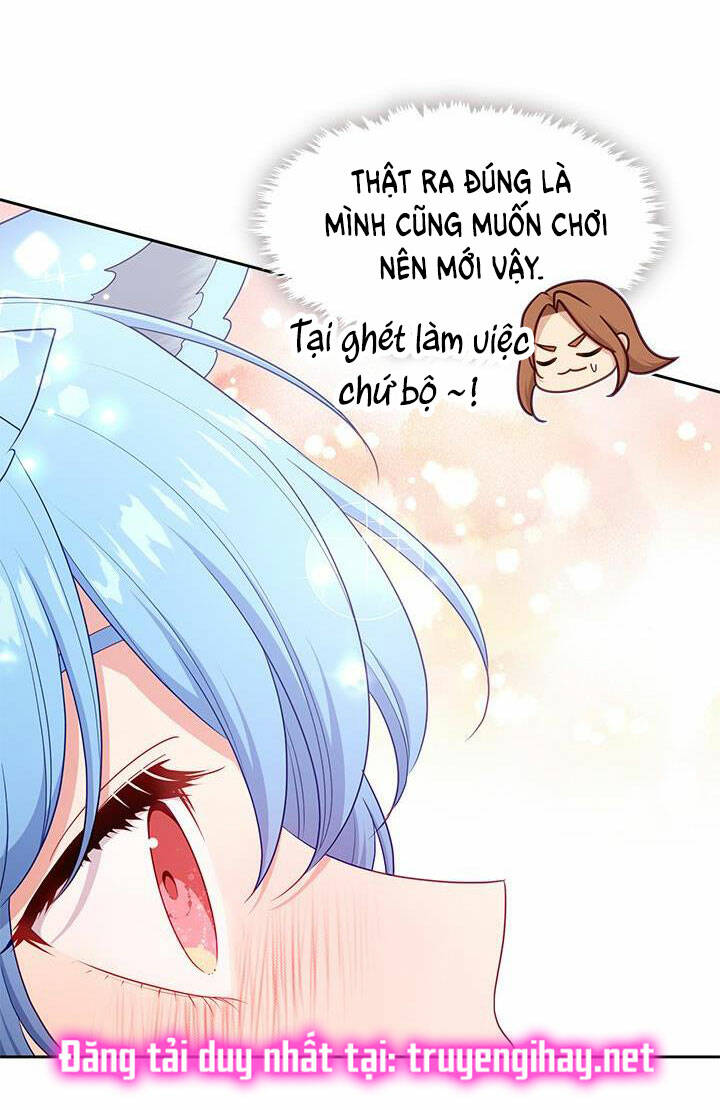 THẬT RA ĐÚNG LÀ
MÌNH CŨNG MUỐN CHƠI
NÊN MỚI VẬY.
Tại ghét làm việc
chứ bộ ~!
Đăng tải duy nhất tại: truyengihay.net